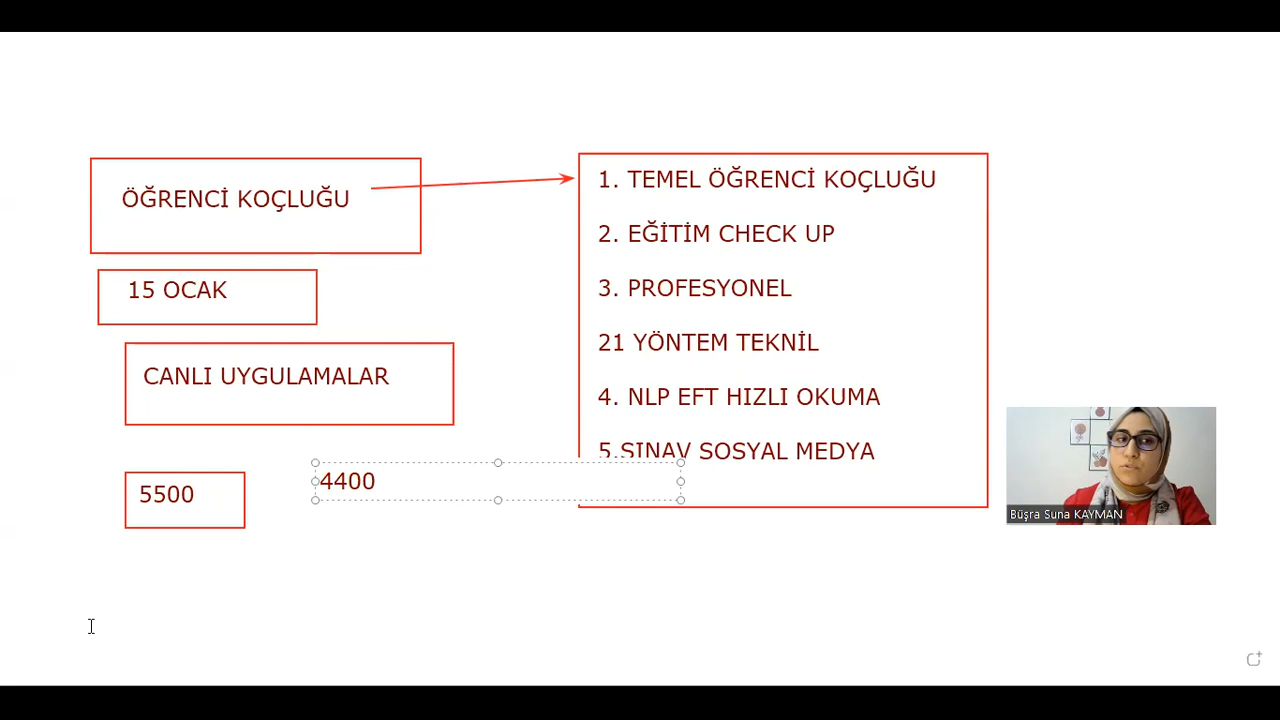 ÖĞRENCİ KOÇLUĞU
15 OCAK
CANLI UYGULAMALAR
5500
4400
1. TEMEL ÖĞRENCİ KOÇLUĞU
2. EĞİTİM CHECK UP
3. PROFESYONEL
21 YÖNTEM TEKNİL
4. NLP EFT HIZLI OKUMA
5.SINAV SOSYAL MEDYA
Büşra Suna KAYMAN